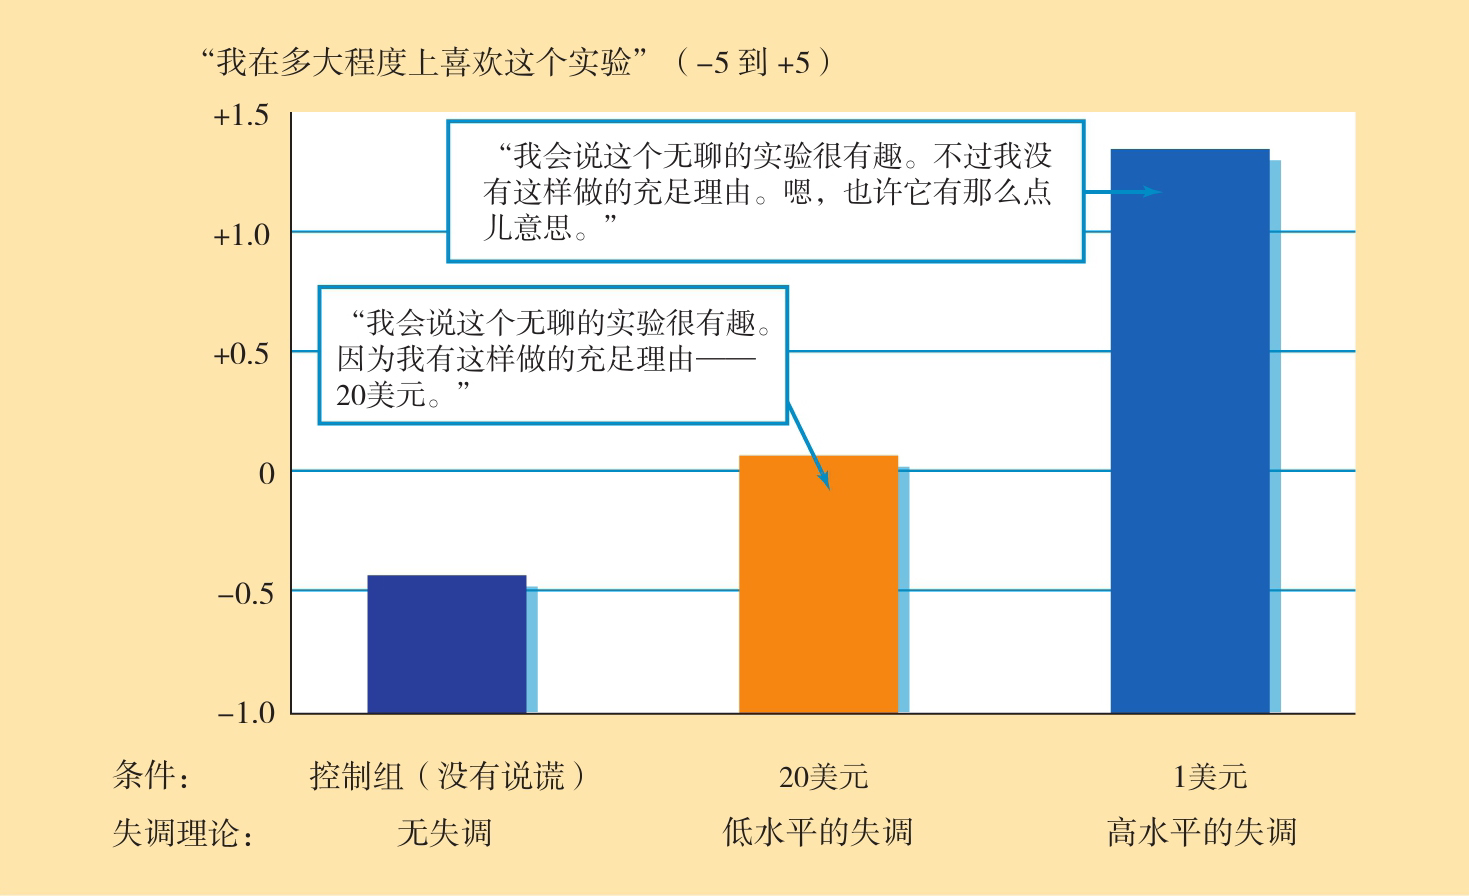 “我在多大程度上喜欢这个实验”（−5 到 +5）
+1.5
“我会说这个无聊的实验很有趣。不过我没
有这样做的充足理由。嗯，也许它有那么点
儿意思。”
+1.0
“我会说这个无聊的实验很有趣。
因为我有这样做的充足理由——
20美元。”
+0.5
0
−0.5
−1.0
条件： 控制组（没有说谎） 20美元 1美元
失调理论： 无失调 低水平的失调 高水平的失调